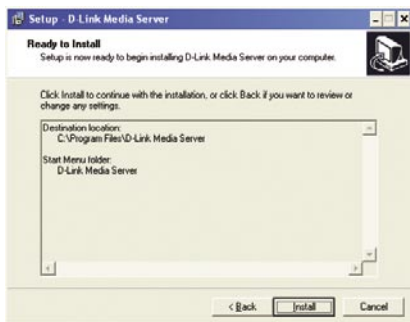 Setup - D-Link Media Server
Ready to Install
Setup is now ready to begin installing D-Link Media Server on your computer.
Click Install to continue with the installation, or click Back if you want to review or
change any settings.
Destination location:
C:\Program Files\D-Link Media Server
Start Menu folder:
D-Link Media Server
< Back
Install
Cancel